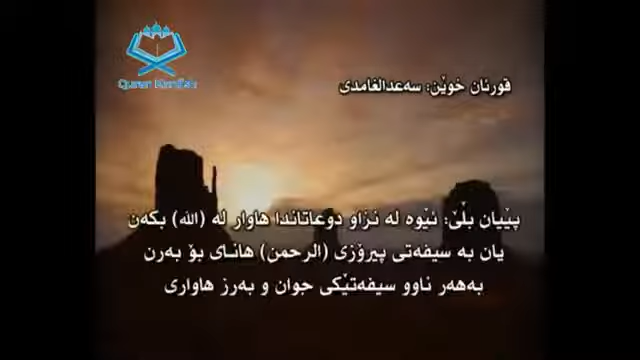 Quran Kurdish
قورئان خوێن: سەعدالغامدی
پێیان بڵێ: ئێوە لە نزاو دوعاتاندا هاوار لە (الله) بکەن
یان بە سیفەتی پیرۆزی (الرحمن) هانای بۆ بەرن
بەهەر ناوو سیفەتێکی جوان و بەرز هاواری